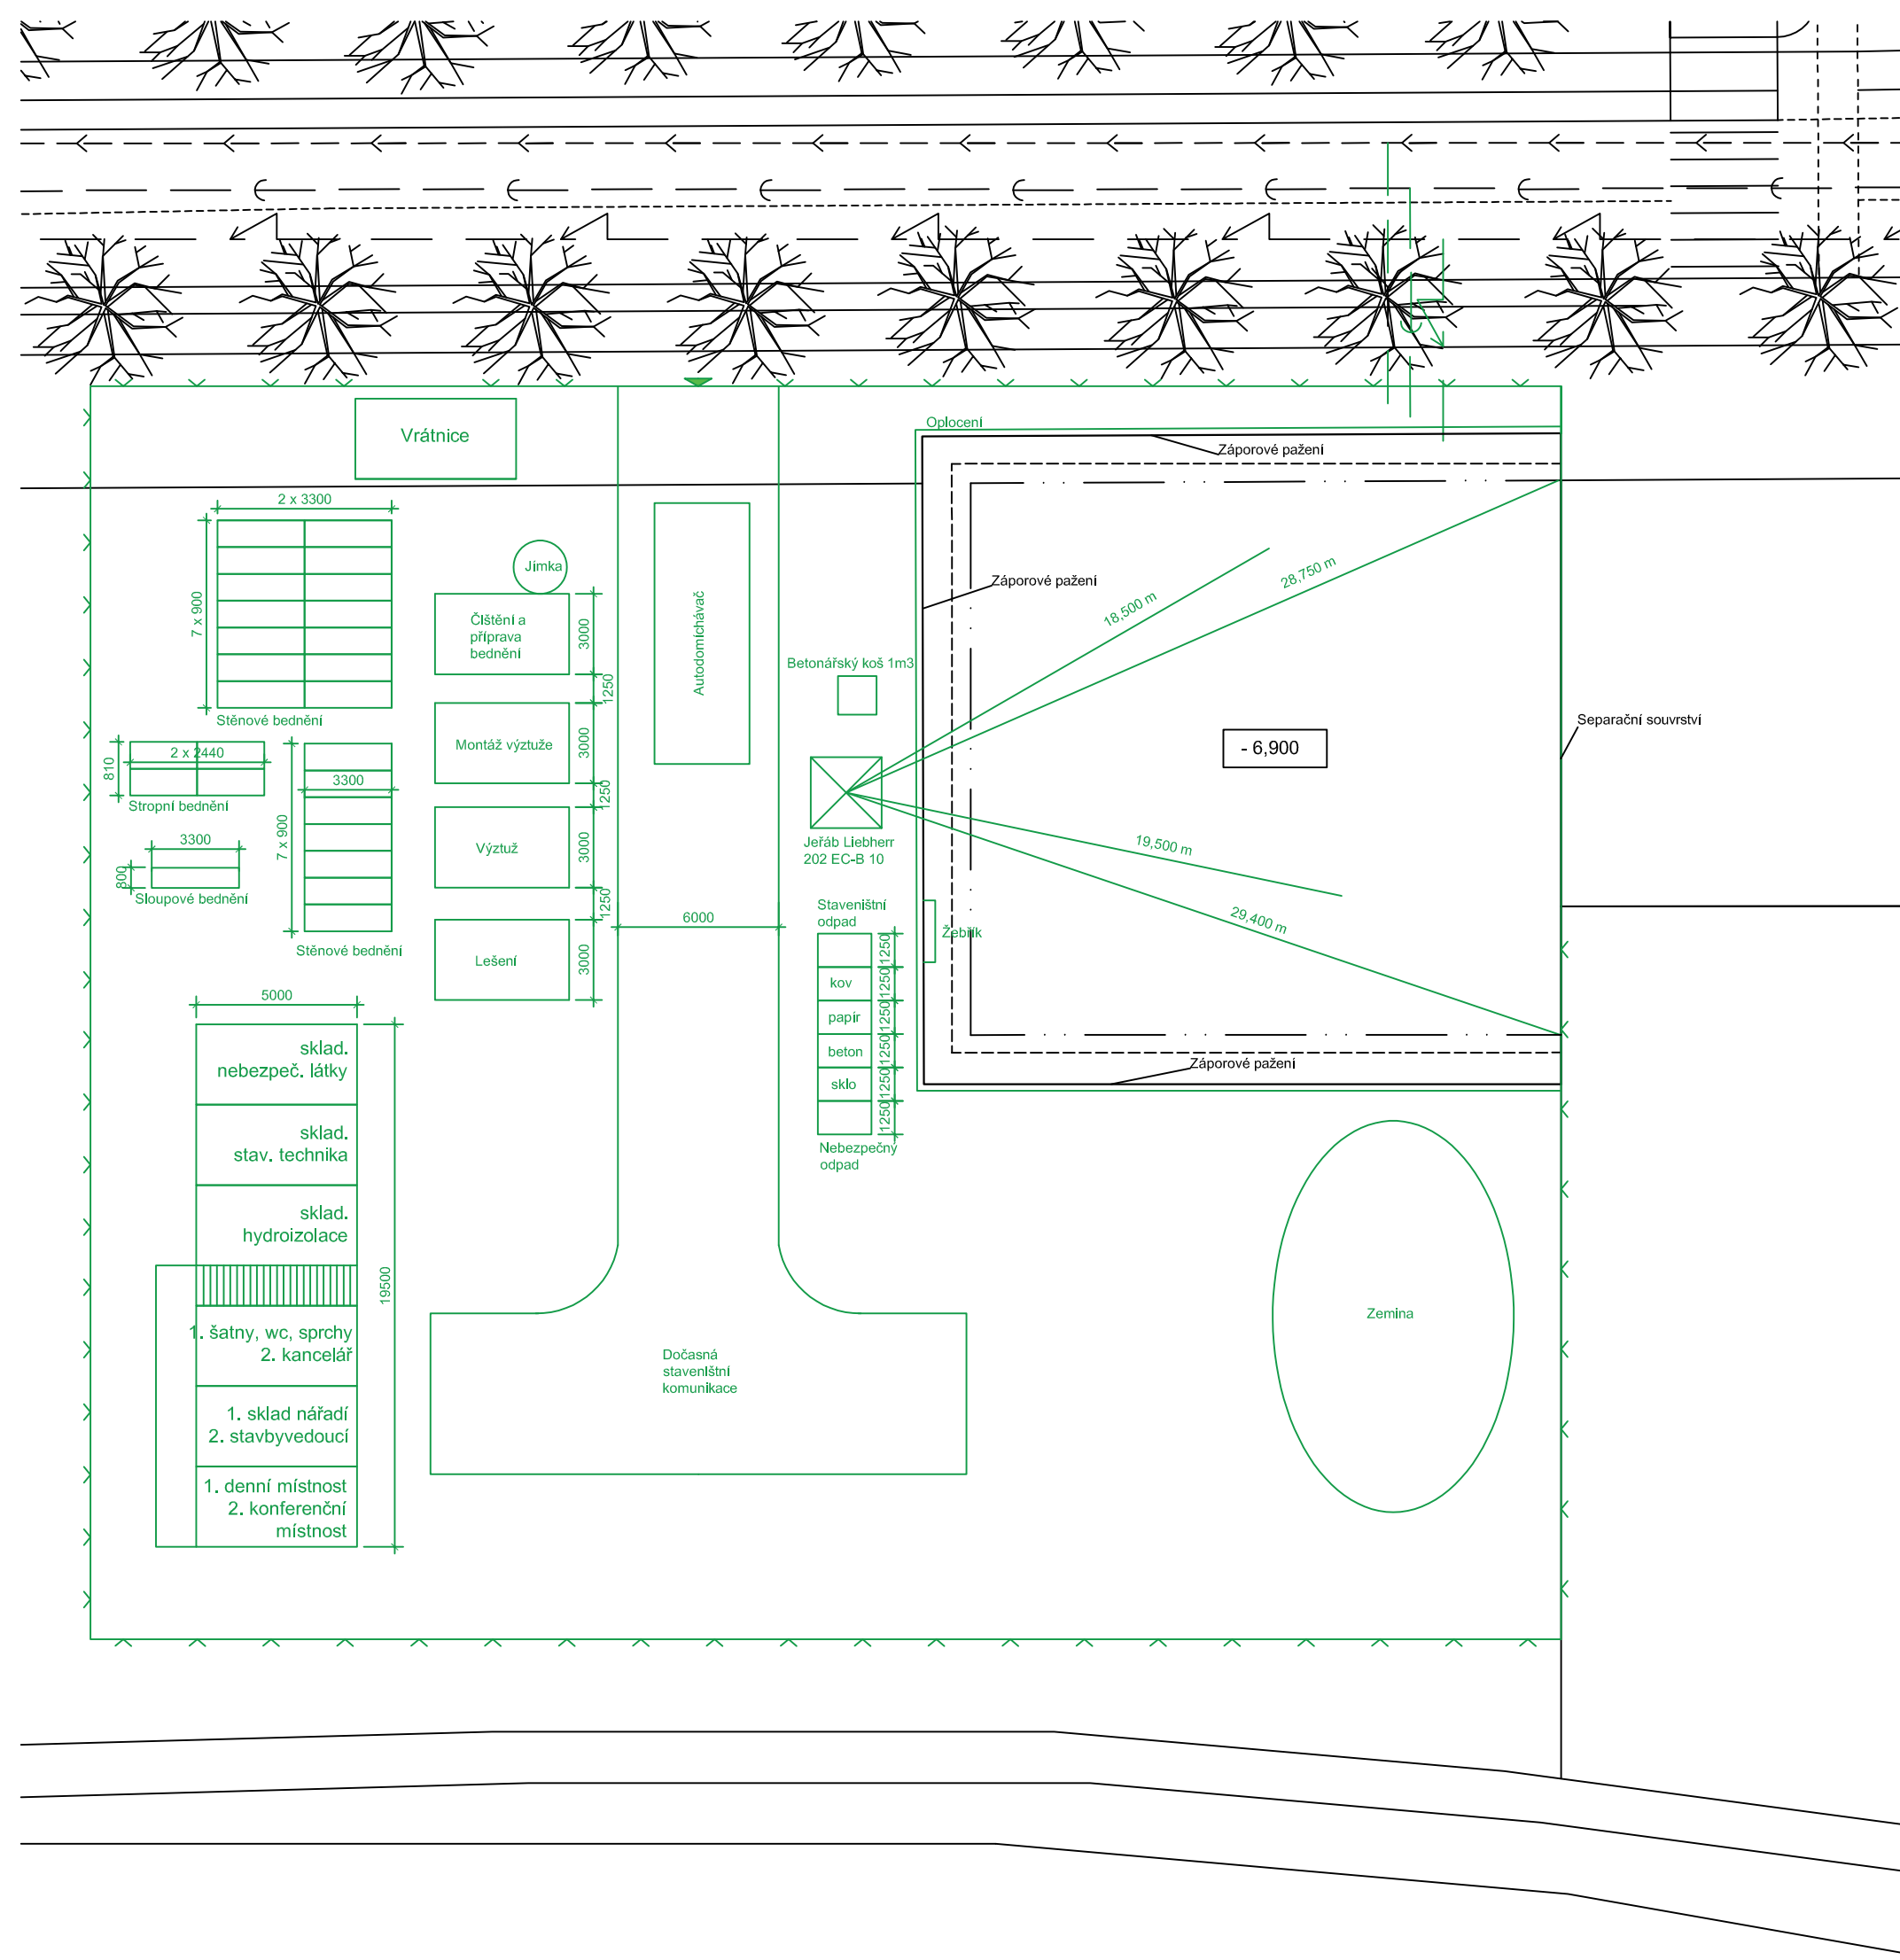 Vrátnice
Oplocení
Záporové pažení
2 x 3300
7 x 900
Stěnové bednění
Jímka
Čištění a
příprava
bednění
3000
1250
Autodomíchávač
Záporové pažení
18,500 m
28,750 m
Betonářský koš 1m3
Separační souvrství
- 6,900
810
2 x 2440
Stropní bednění
3300
7 x 900
Stěnové bednění
Montáž výztuže
3000
1250
3300
800
Sloupové bednění
Výztuž
3000
1250
Jeřáb Liebherr
202 EC-B 10
19,500 m
29,400 m
6000
Lešení
3000
Staveništní
odpad
Žebřík
1250
kov
1250
papír
1250
beton
1250
sklo
1250
1250
Nebezpečný
odpad
Záporové pažení
5000
19500
sklad.
nebezpeč. látky
sklad.
stav. technika
sklad.
hydroizolace
1. šatny, wc, sprchy
2. kancelář
1. sklad nářadí
2. stavbyvedoucí
1. denní místnost
2. konferenční
místnost
Dočasná
staveništní
komunikace
Zemina